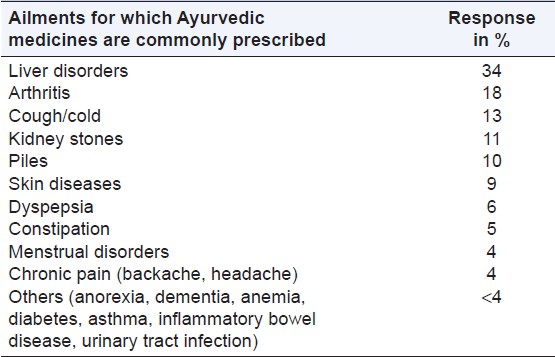 Ailments for which Ayurvedic Response
medicines are commonly prescribed in %
Liver disorders 34
Arthritis 18
Cough/cold 13
Kidney stones 11
Piles 10
Skin diseases 9
Dyspepsia 6
Constipation 5
Menstrual disorders 4
Chronic pain (backache, headache) 4
Others (anorexia, dementia, anemia, <4
diabetes, asthma, inflammatory bowel
disease, urinary tract infection)